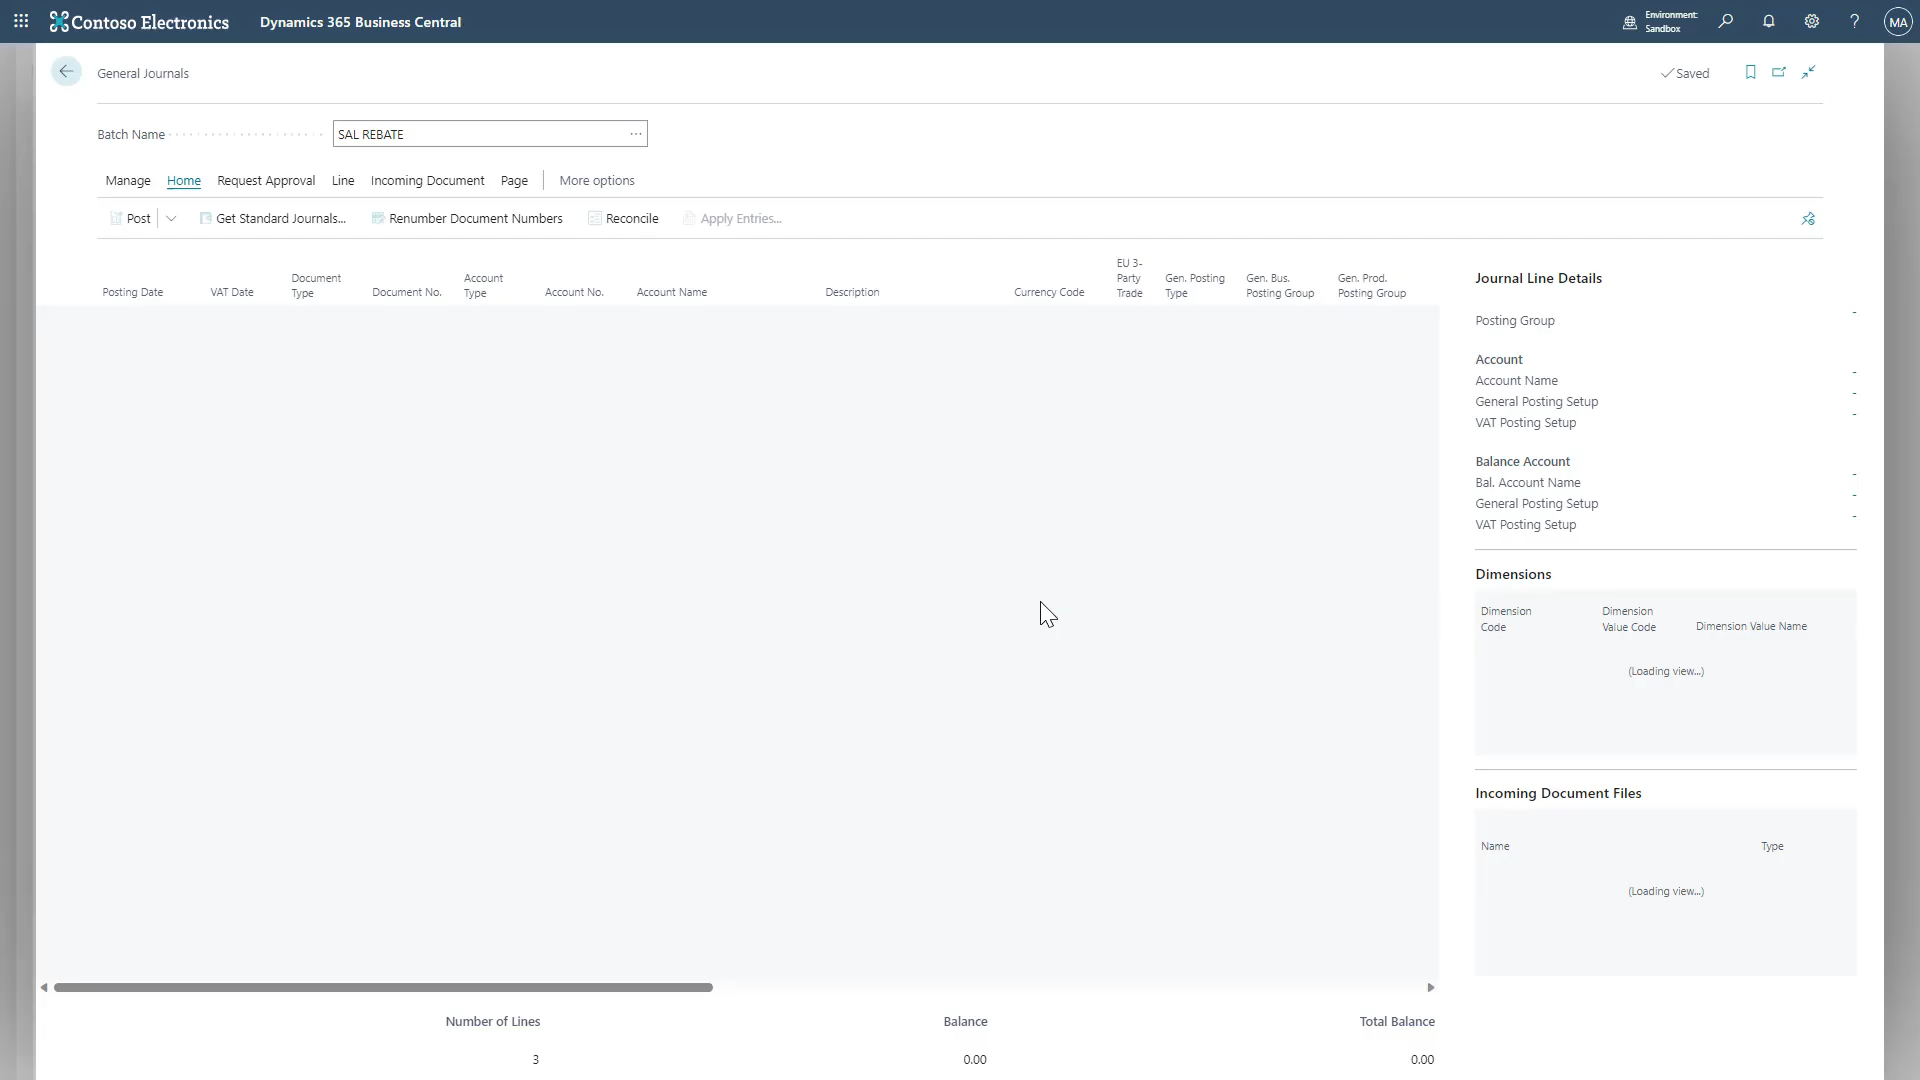 Contoso Electronics
Dynamics 365 Business Central
Environment:
Sandbox
?
MA
General Journals
Saved
Batch Name
SAL REBATE
Manage
Home
Request Approval
Line
Incoming Document
Page
More options
Post
Get Standard Journals...
Renumber Document Numbers
Reconcile
Apply Entries...
Posting Date
VAT Date
Document
Type
Document No.
Account
Type
Account No.
Account Name
Description
Currency Code
EU 3-
Party
Trade
Gen. Posting
Type
Gen. Bus.
Posting Group
Gen. Prod.
Posting Group
Number of Lines
3
Balance
0.00
Total Balance
0.00
Journal Line Details
Posting Group -
Account
Account Name -
General Posting Setup -
VAT Posting Setup -
Balance Account
Bal. Account Name -
General Posting Setup -
VAT Posting Setup -
Dimensions
Dimension
Code
Dimension
Value Code
Dimension Value Name
(Loading view...)
Incoming Document Files
Name
Type
(Loading view...)